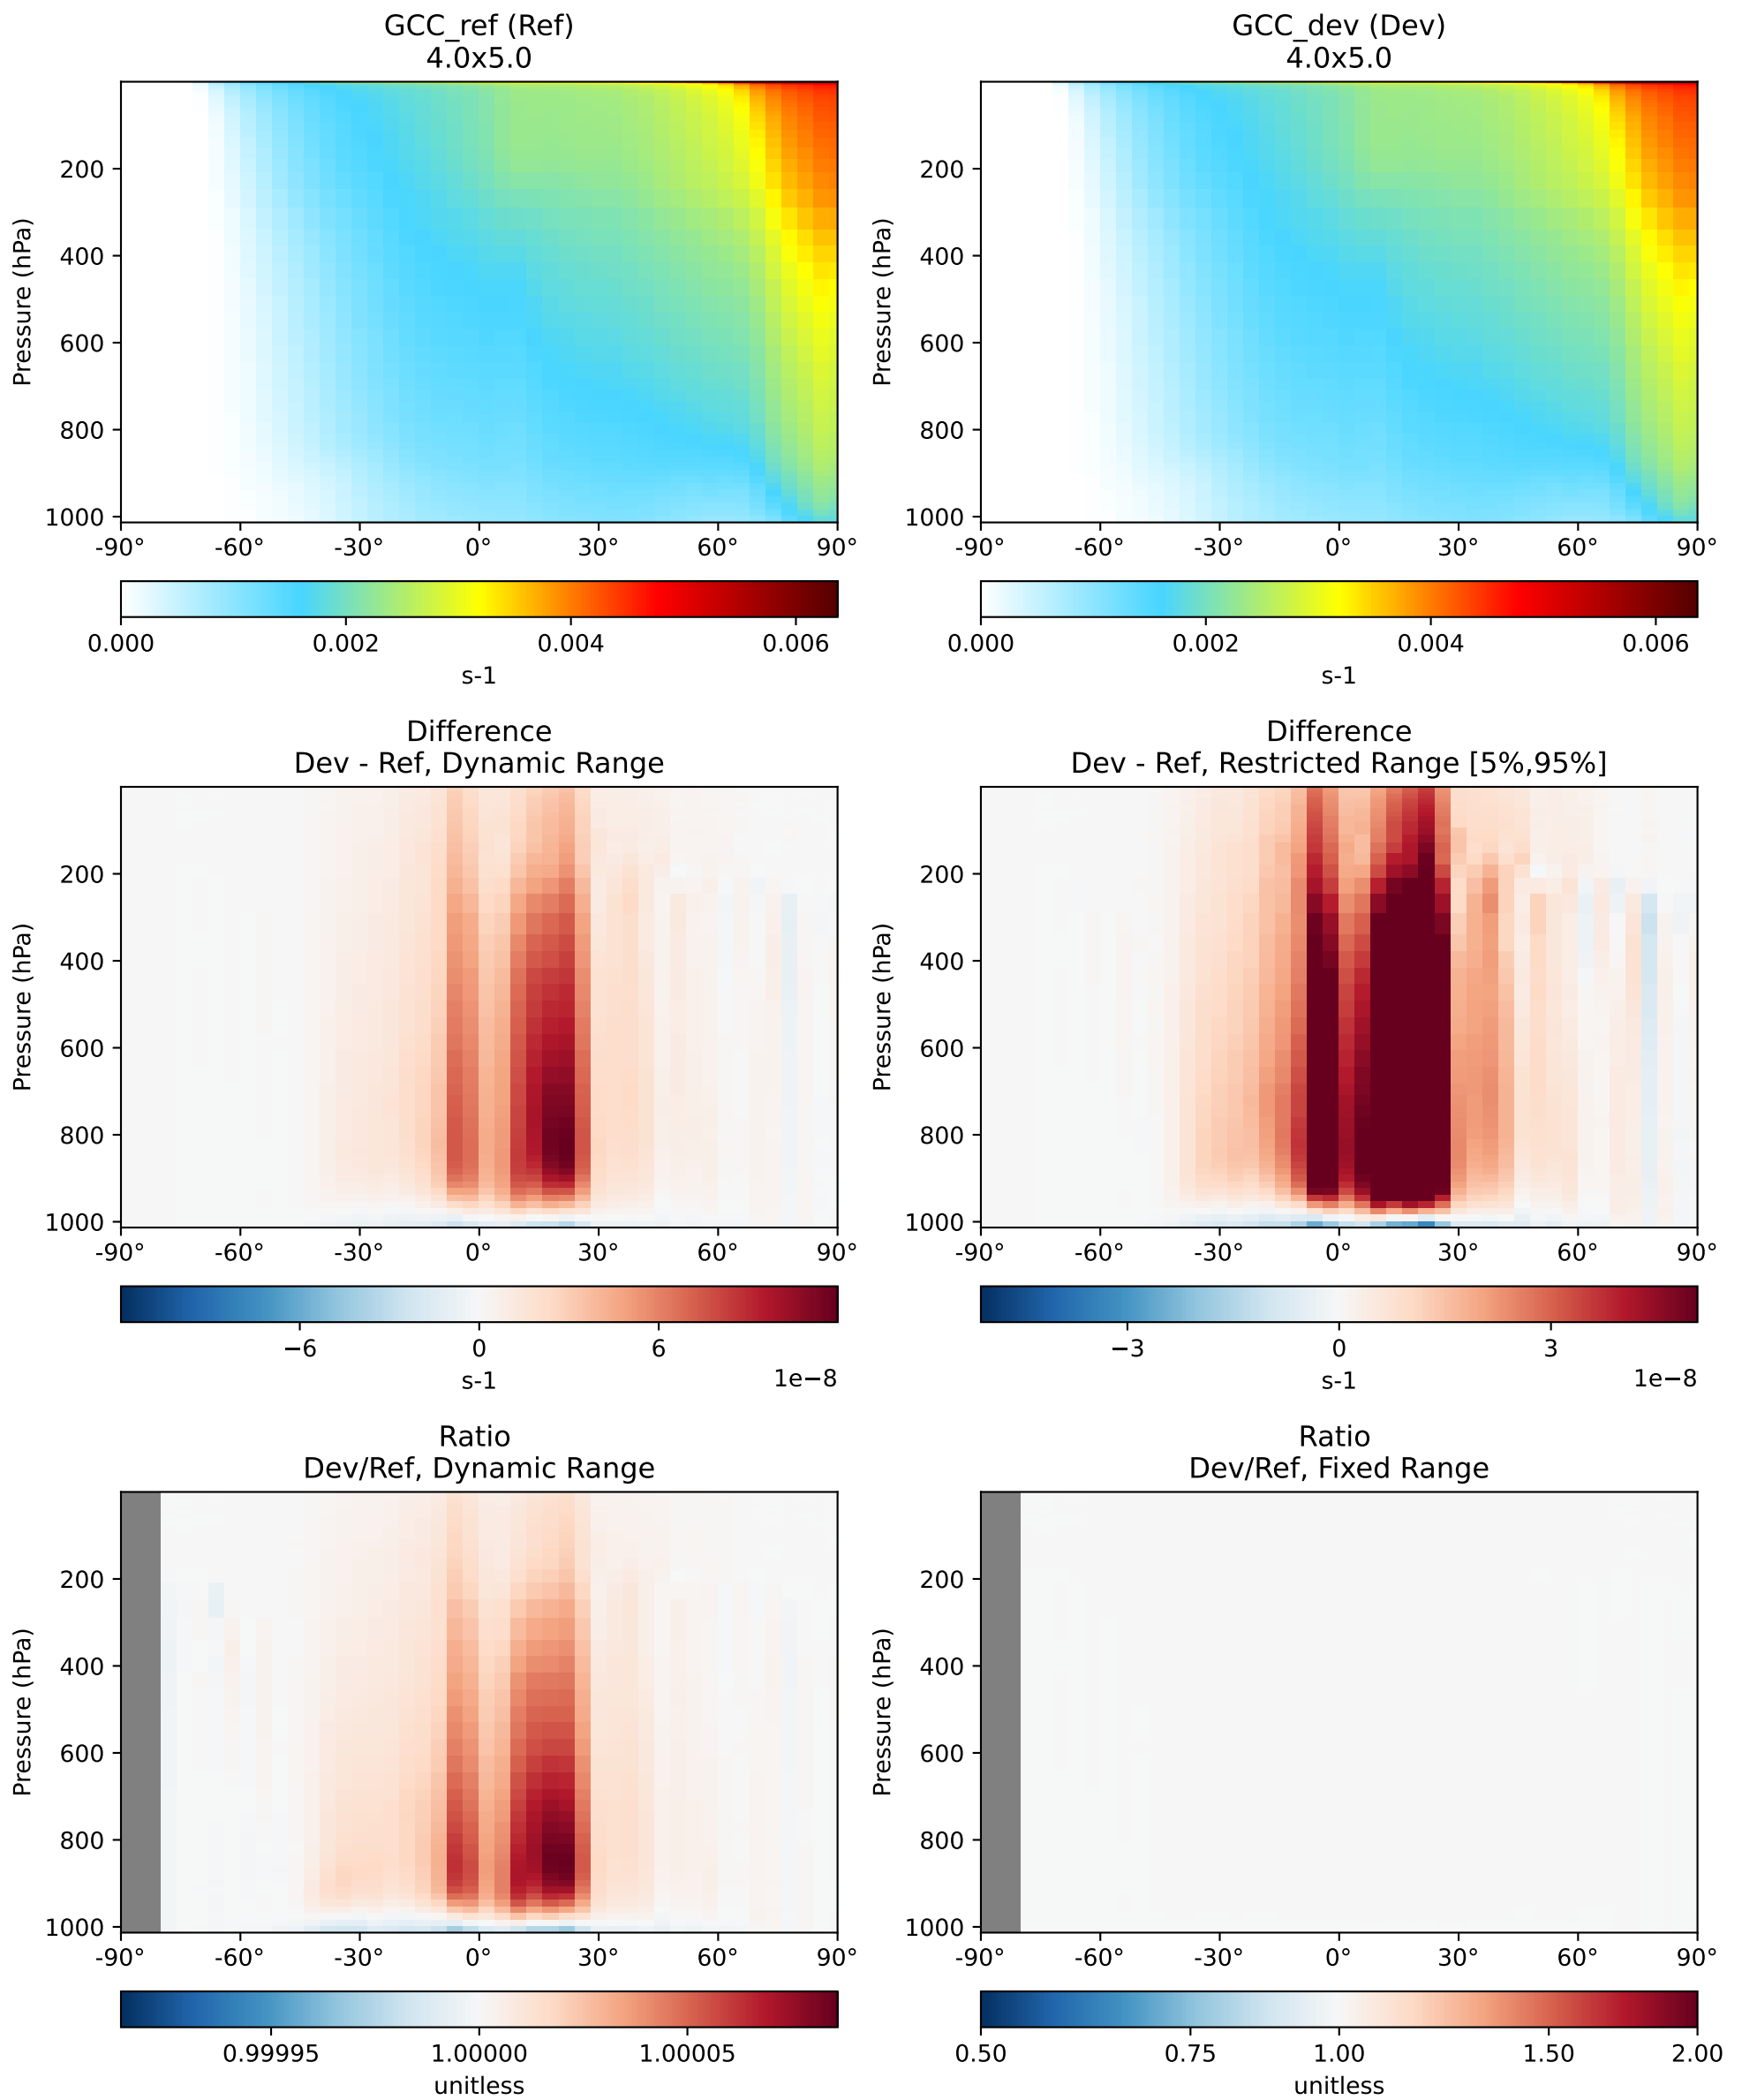 GCC_ref (Ref)
4.0x5.0
Pressure (hPa)
200
400
600
800
1000
-90° -60° -30° 0° 30° 60° 90°
0.000 0.002 0.004 0.006
s-1
GCC_dev (Dev)
4.0x5.0
Pressure (hPa)
200
400
600
800
1000
-90° -60° -30° 0° 30° 60° 90°
0.000 0.002 0.004 0.006
s-1
Difference
Dev - Ref, Dynamic Range
Pressure (hPa)
200
400
600
800
1000
-90° -60° -30° 0° 30° 60° 90°
−6 0 6
s-1
1e−8
Difference
Dev - Ref, Restricted Range [5%,95%]
Pressure (hPa)
200
400
600
800
1000
-90° -60° -30° 0° 30° 60° 90°
−3 0 3
s-1
1e−8
Ratio
Dev/Ref, Dynamic Range
Pressure (hPa)
200
400
600
800
1000
-90° -60° -30° 0° 30° 60° 90°
0.99995 1.00000 1.00005
unitless
Ratio
Dev/Ref, Fixed Range
Pressure (hPa)
200
400
600
800
1000
-90° -60° -30° 0° 30° 60° 90°
0.50 0.75 1.00 1.50 2.00
unitless